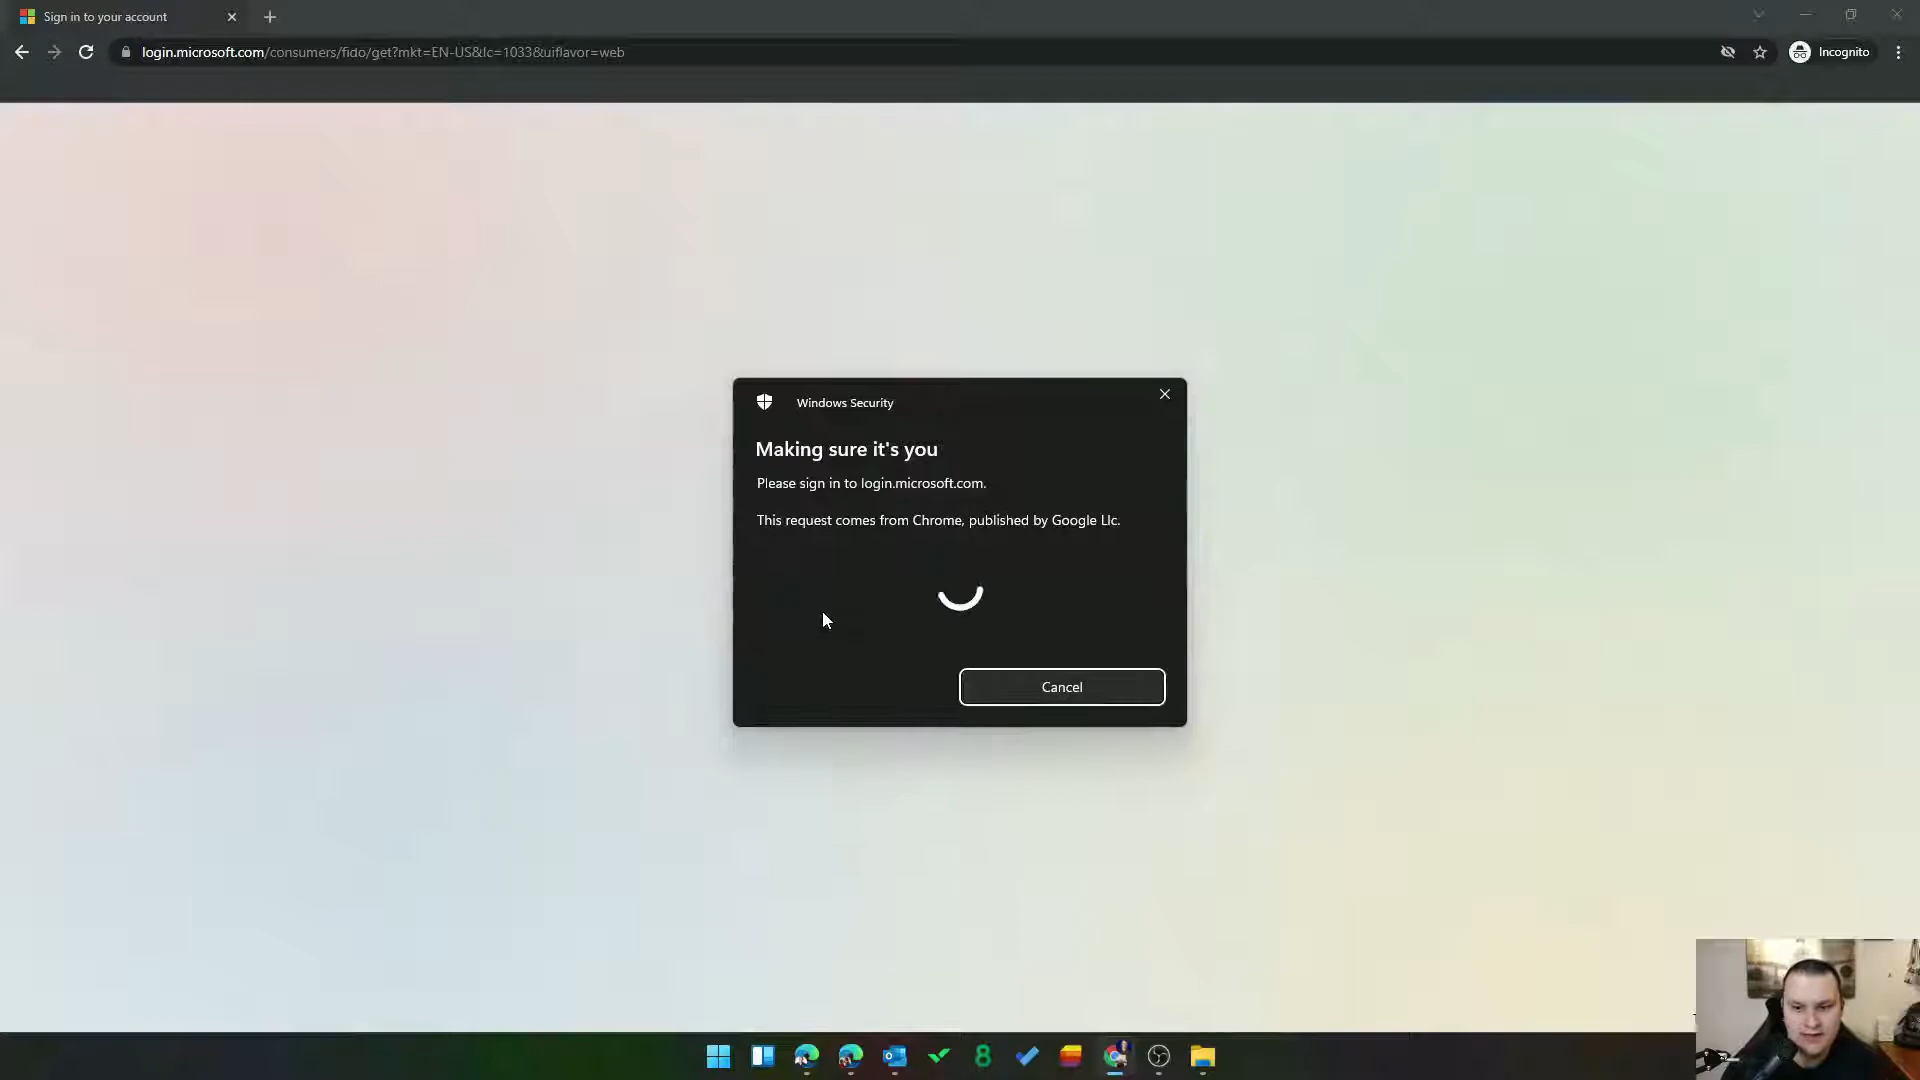 Sign in to your account
login.microsoft.com/consumers/fido/get?mkt=EN-US&lc=1033&uiflavor=web
Incognito
Windows Security
Making sure it's you
Please sign in to login.microsoft.com.
This request comes from Chrome, published by Google Llc.
Cancel